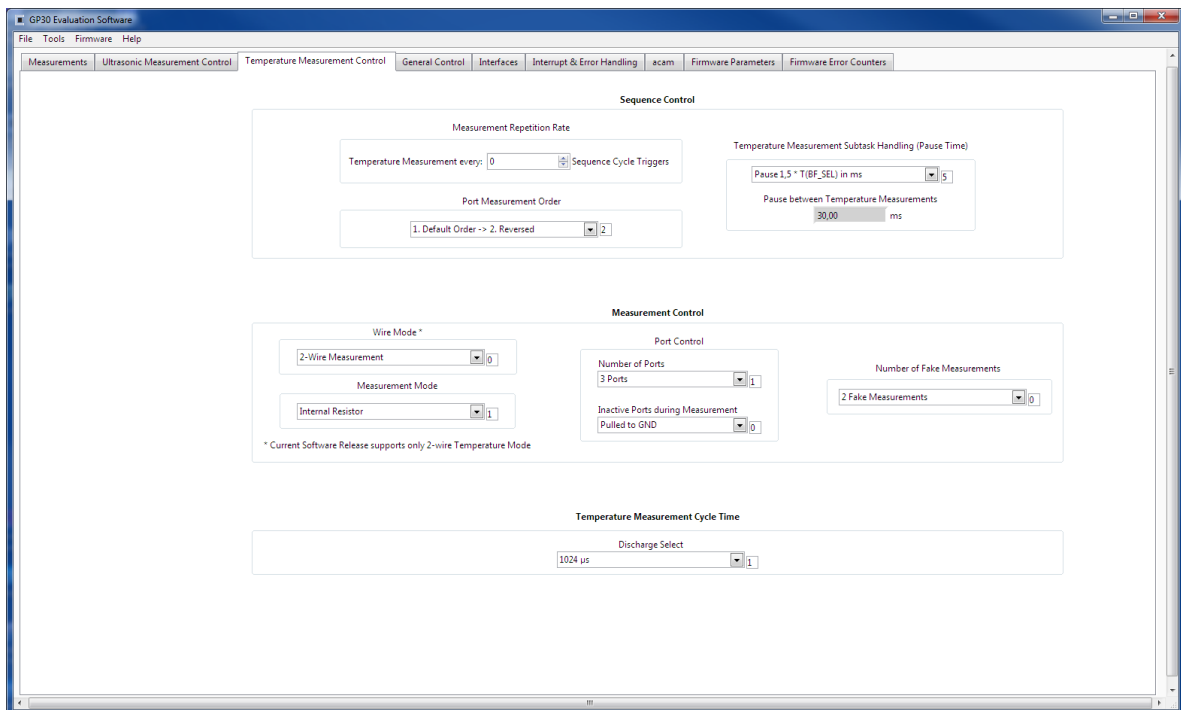 GP30 Evaluation Software
File Tools Firmware Help
Measurements Ultrasonic Measurement Control Temperature Measurement Control General Control Interfaces Interrupt & Error Handling acam Firmware Parameters Firmware Error Counters
Sequence Control
Measurement Repetition Rate
Temperature Measurement every: 0 Sequence Cycle Triggers
Port Measurement Order
1. Default Order -> 2. Reversed 2
Temperature Measurement Subtask Handling (Pause Time)
Pause 1,5 * T(BF_SEL) in ms 5
Pause between Temperature Measurements
30,00 ms
Measurement Control
Wire Mode *
2-Wire Measurement 0
Measurement Mode
Internal Resistor 1
* Current Software Release supports only 2-wire Temperature Mode
Port Control
Number of Ports
3 Ports 1
Inactive Ports during Measurement
Pulled to GND 0
Number of Fake Measurements
2 Fake Measurements 0
Temperature Measurement Cycle Time
Discharge Select
1024 µs 1